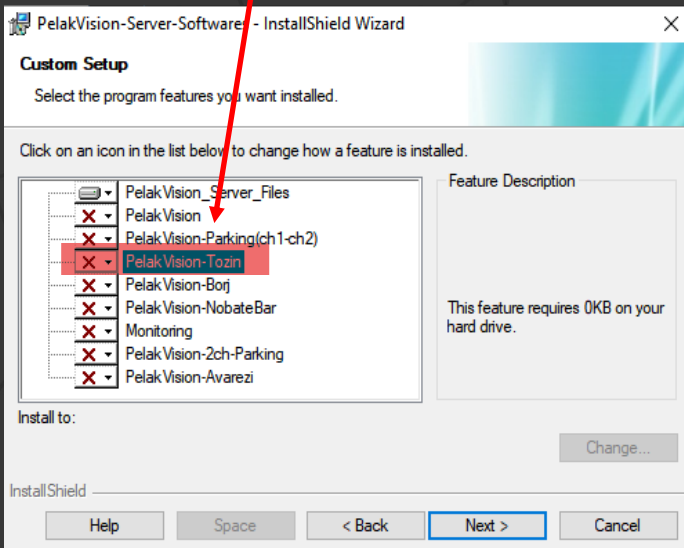 PelakVision-Server-Softwares - InstallShield Wizard
Custom Setup
Select the program features you want installed.
Click on an icon in the list below to change how a feature is installed.
PelakVision_Server_Files
PelakVision
PelakVision-Parking(ch1-ch2)
PelakVision-Tozin
PelakVision-Borj
PelakVision-NobateBar
Monitoring
PelakVision-2ch-Parking
PelakVision-Avarezi
Feature Description
This feature requires 0KB on your
hard drive.
Install to:
Change...
InstallShield
Help
Space
< Back
Next >
Cancel